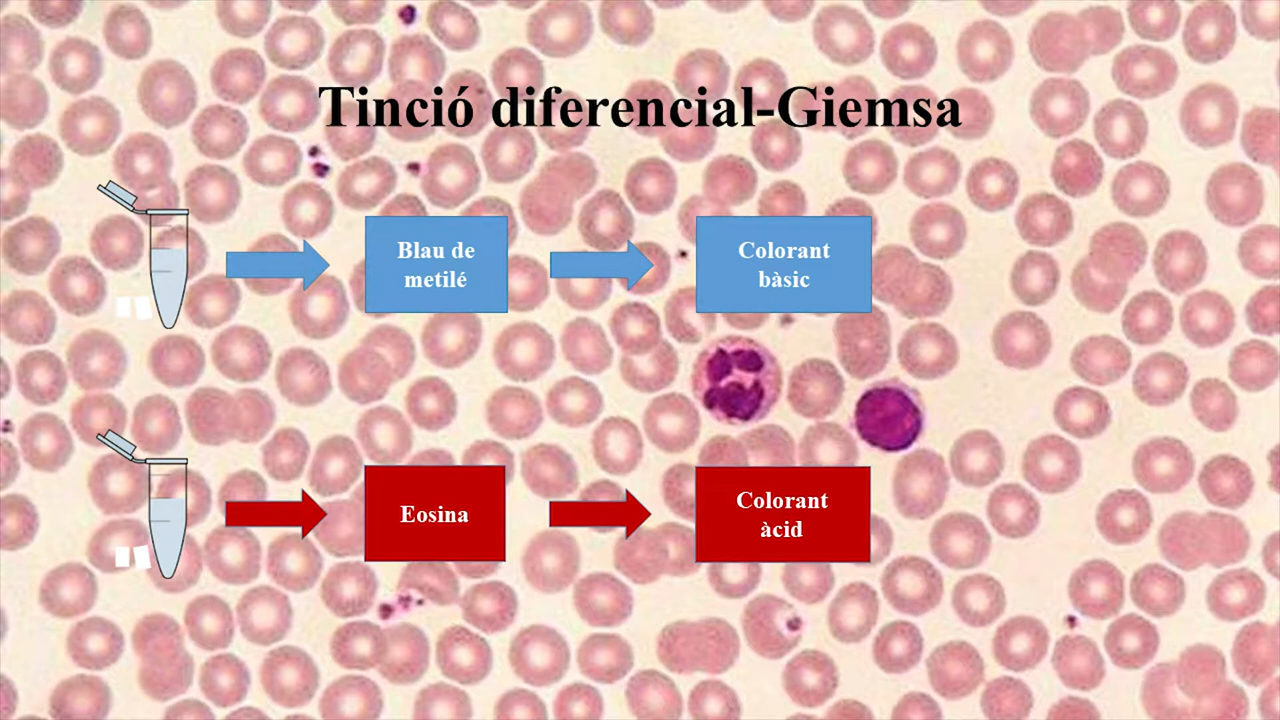 Tinció diferencial-Giemsa
Blau de
metilé
Colorant
bàsic
Eosina
Colorant
àcid